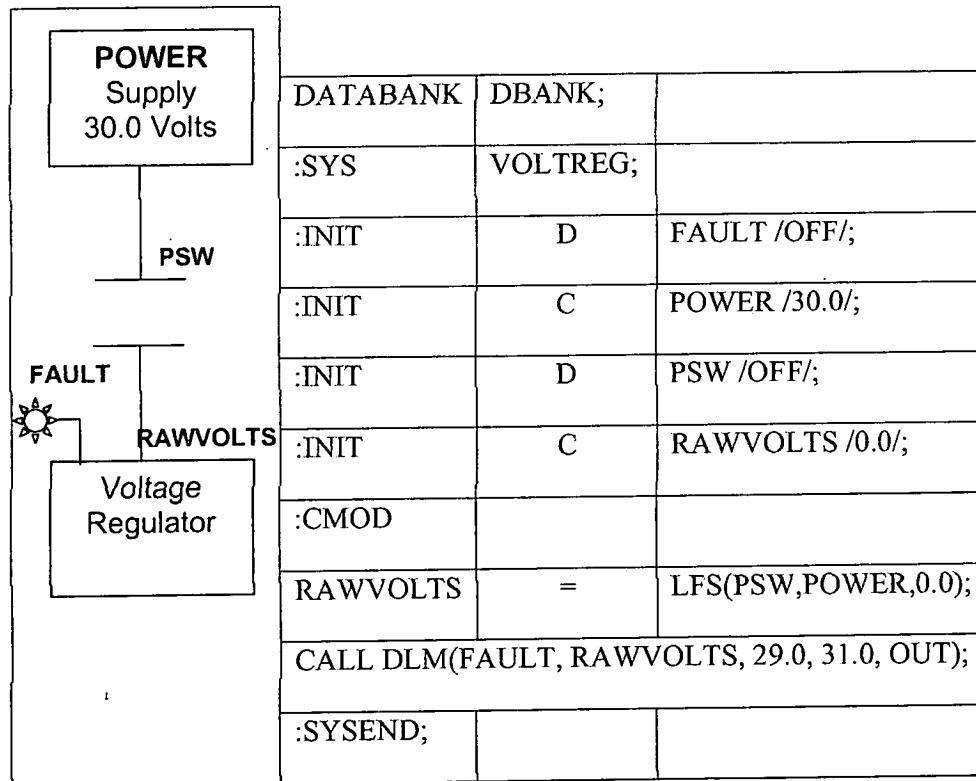 POWER
Supply
30.0 Volts
PSW
FAULT
RAWVOLTS
Voltage
Regulator
DATABANK DBANK;
:SYS VOLTREG;
:INIT D FAULT /OFF/;
:INIT C POWER /30.0/;
:INIT D PSW /OFF/;
:INIT C RAWVOLTS /0.0/;
:CMOD
RAWVOLTS = LFS(PSW,POWER,0.0);
CALL DLM(FAULT, RAWVOLTS, 29.0, 31.0, OUT);
:SYSEND;